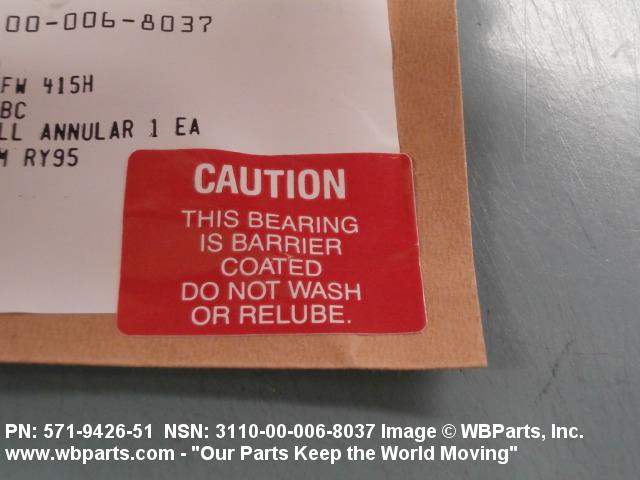 00-006-8037
FW 415H
BC
LL ANNULAR 1 EA
M RY95
CAUTION
THIS BEARING
IS BARRIER
COATED
DO NOT WASH
OR RELUBE.
PN: 571-9426-51 NSN: 3110-00-006-8037 Image © WBParts, Inc.
www.wbparts.com - "Our Parts Keep the World Moving"